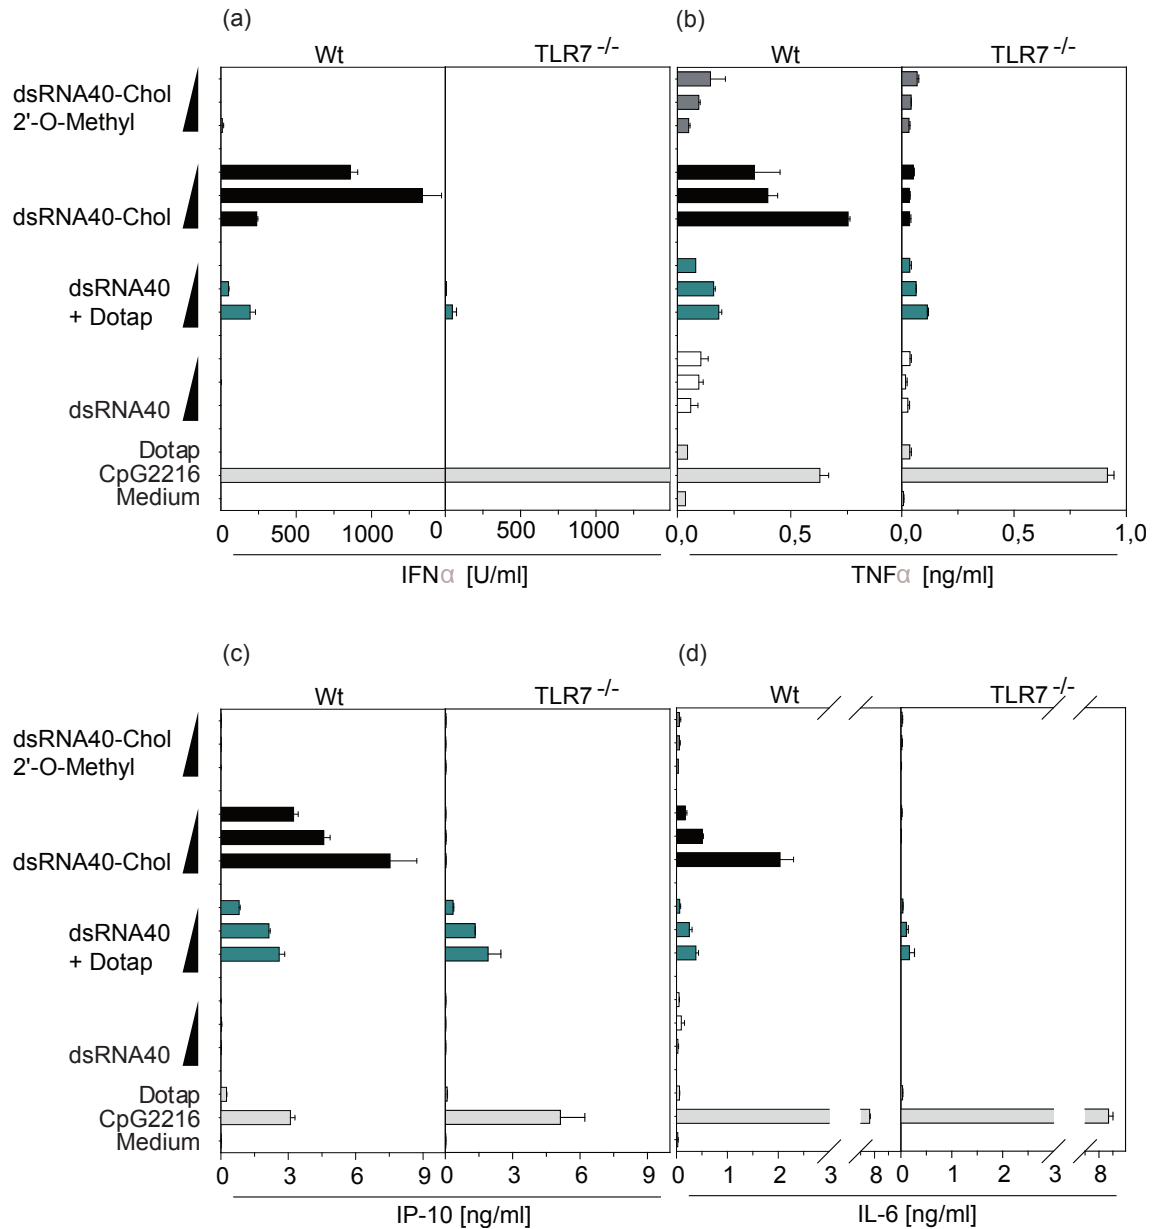 (a)
(b)
Wt
TLR7 -/-
Wt
TLR7 -/-
dsRNA40-Chol
2'-O-Methyl
dsRNA40-Chol
dsRNA40
+ Dotap
dsRNA40
Dotap
CpG2216
Medium
0 500 1000 0 500 1000 0,0 0,5 0,0 0,5 1,0
IFNα [U/ml]
TNFα [ng/ml]
(c)
(d)
Wt
TLR7 -/-
Wt
TLR7 -/-
dsRNA40-Chol
2'-O-Methyl
dsRNA40-Chol
dsRNA40
+ Dotap
dsRNA40
Dotap
CpG2216
Medium
0 3 6 9 0 3 6 9 0 1 2 3 8 0 1 2 3 8
IP-10 [ng/ml]
IL-6 [ng/ml]